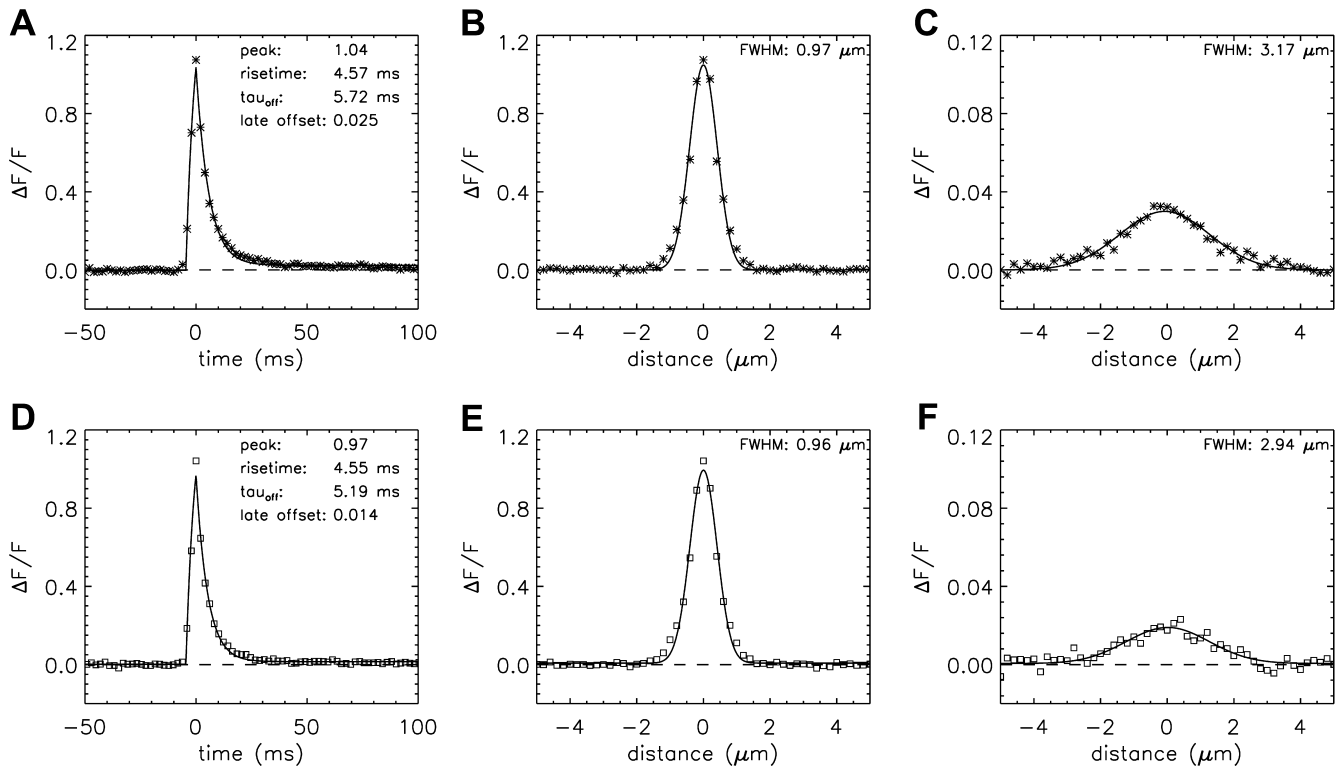 A
peak: 1.04
risetime: 4.57 ms
tauoff: 5.72 ms
late offset: 0.025
1.2
0.8
0.4
0.0
ΔF/F
−50 0 50 100
time (ms)
B
FWHM: 0.97 μm
1.2
0.8
0.4
0.0
ΔF/F
−4 −2 0 2 4
distance (μm)
C
FWHM: 3.17 μm
0.12
0.08
0.04
0.00
ΔF/F
−4 −2 0 2 4
distance (μm)
D
peak: 0.97
risetime: 4.55 ms
tauoff: 5.19 ms
late offset: 0.014
1.2
0.8
0.4
0.0
ΔF/F
−50 0 50 100
time (ms)
E
FWHM: 0.96 μm
1.2
0.8
0.4
0.0
ΔF/F
−4 −2 0 2 4
distance (μm)
F
FWHM: 2.94 μm
0.12
0.08
0.04
0.00
ΔF/F
−4 −2 0 2 4
distance (μm)